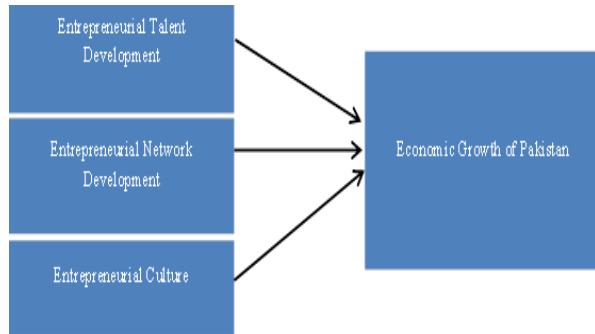 Entrepreneurial Talent
Development
Entrepreneurial Network
Development
Entrepreneurial Culture
Economic Growth of Pakistan